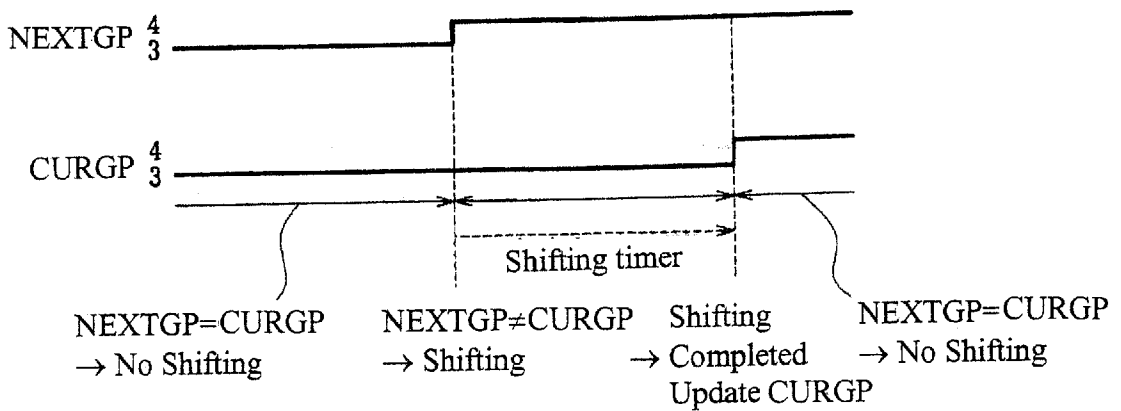 NEXTGP 4
3
CURGP 4
3
Shifting timer
NEXTGP=CURGP
→ No Shifting
NEXTGP≠CURGP
→ Shifting
Shifting
→ Completed
Update CURGP
NEXTGP=CURGP
→ No Shifting